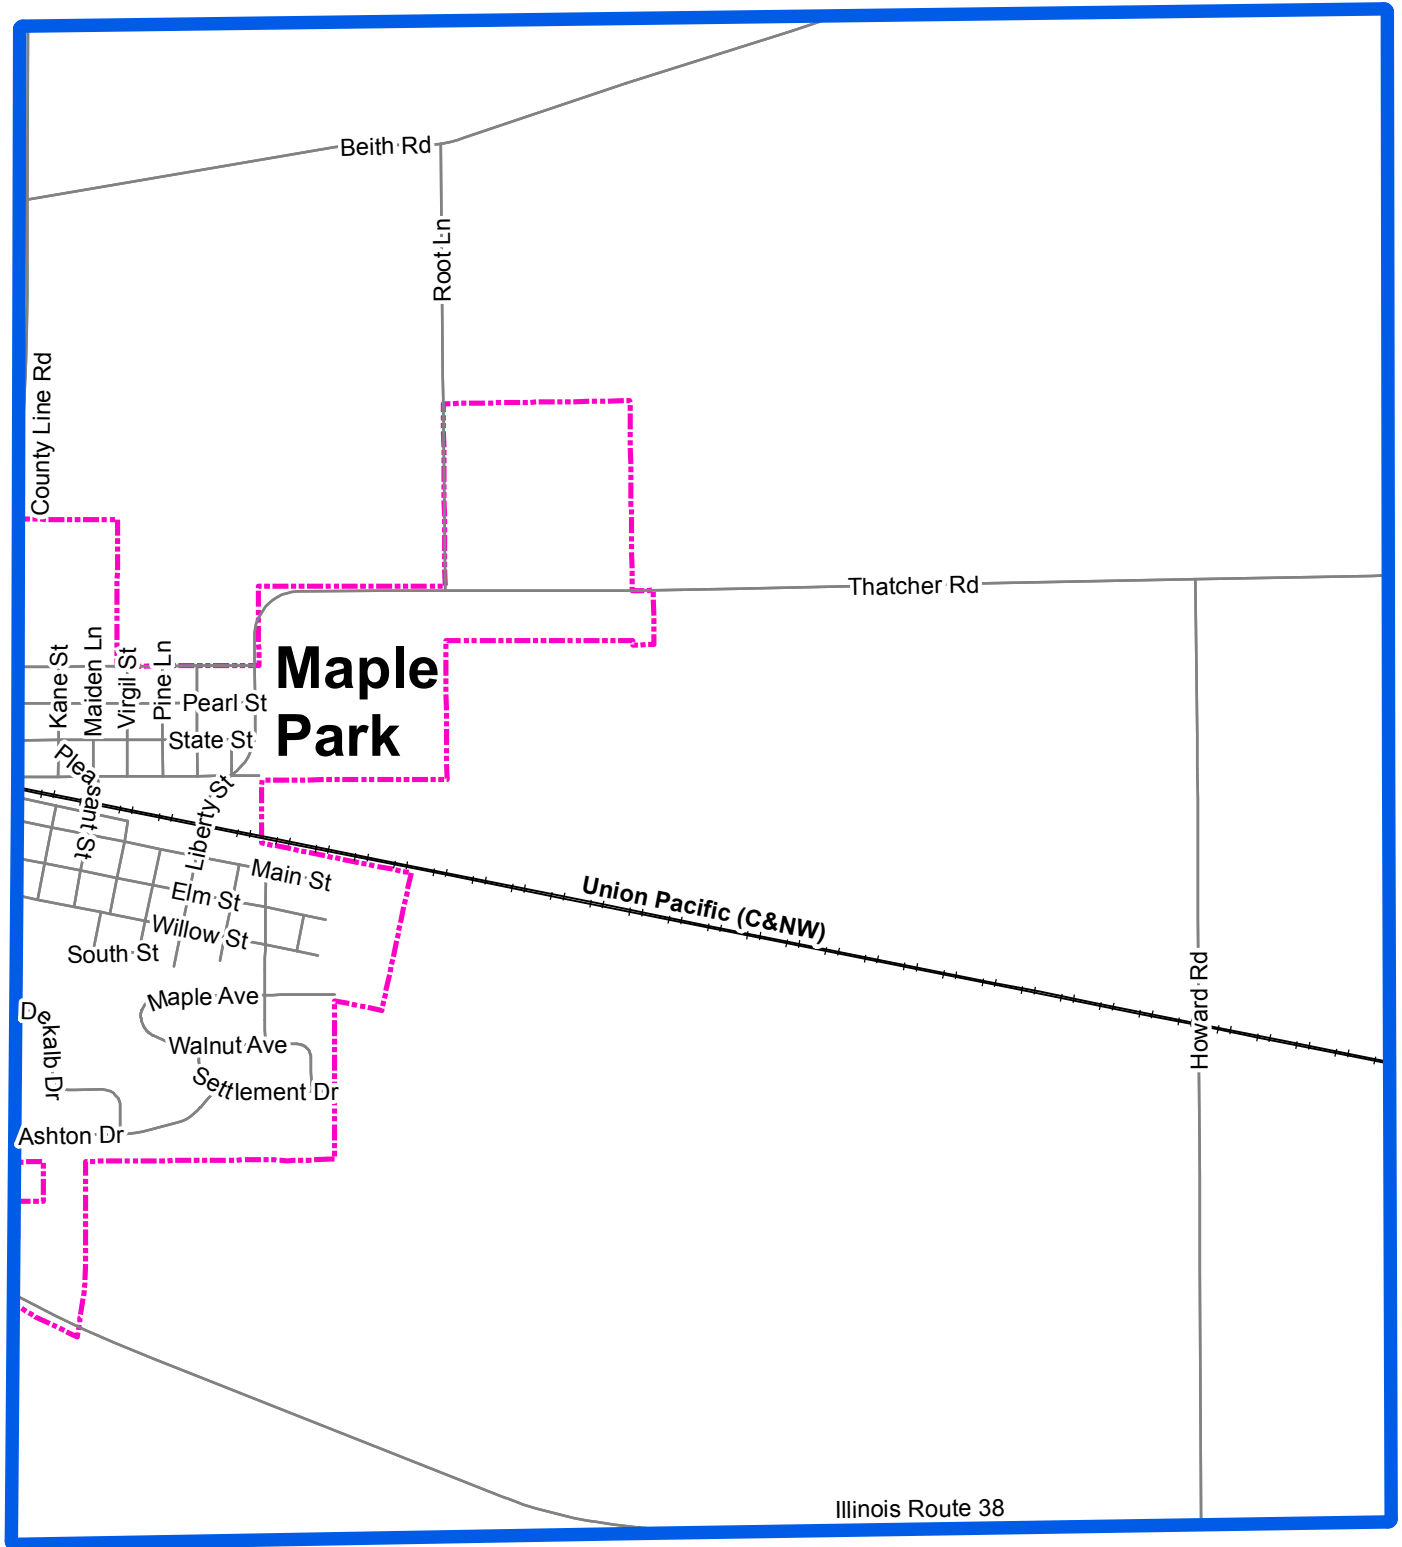 Beith Rd
Root Ln
County Line Rd
Thatcher Rd
Kane St
Maiden Ln
Virgil St
Pine Ln
Maple
Park
Pearl St
State St
Pleasant St
Liberty St
Main St
Elm St
Union Pacific (C&NW)
Willow St
South St
Howard Rd
Maple Ave
Dekalb Dr
Walnut Ave
Settlement Dr
Ashton Dr
Illinois Route 38